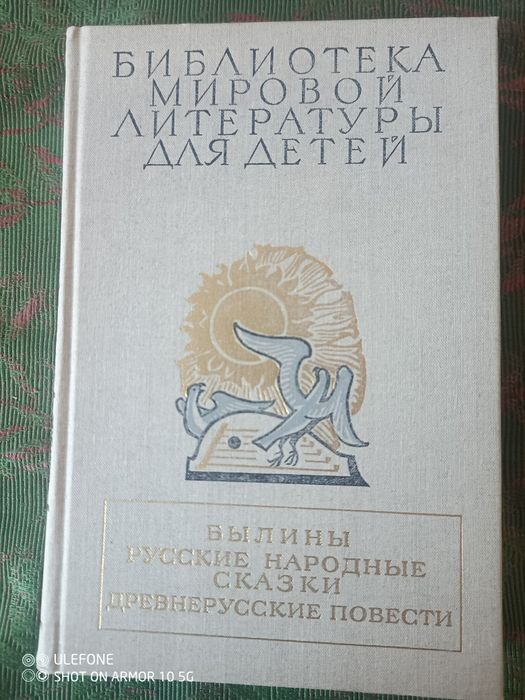 БИБЛИОТЕКА
МИРОВОЙ
ЛИТЕРАТУРЫ
ДЛЯ ДЕТЕЙ
БЫЛИНЫ
РУССКИЕ НАРОДНЫЕ
СКАЗКИ
ДРЕВНЕРУССКИЕ ПОВЕСТИ
ULEFONE
SHOT ON ARMOR 10 5G